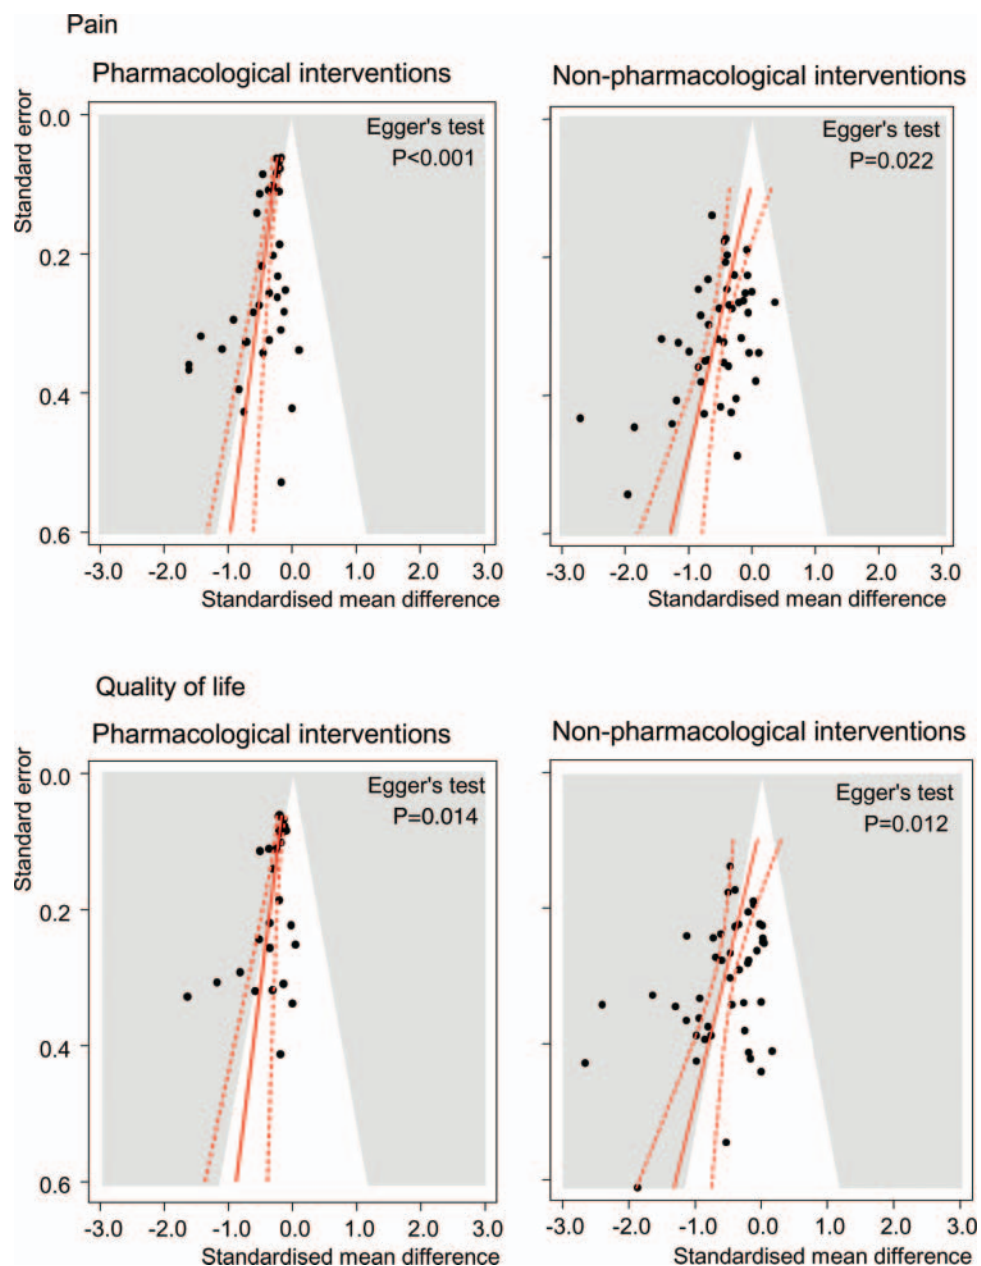 Pain
Pharmacological interventions
Non-pharmacological interventions
Standard error
0.0
0.2
0.4
0.6
Egger's test
P<0.001
Egger's test
P=0.022
-3.0 -2.0 -1.0 0.0 1.0 2.0 3.0
Standardised mean difference
-3.0 -2.0 -1.0 0.0 1.0 2.0 3.0
Standardised mean difference
Quality of life
Pharmacological interventions
Non-pharmacological interventions
Standard error
0.0
0.2
0.4
0.6
Egger's test
P=0.014
Egger's test
P=0.012
-3.0 -2.0 -1.0 0.0 1.0 2.0 3.0
Standardised mean difference
-3.0 -2.0 -1.0 0.0 1.0 2.0 3.0
Standardised mean difference